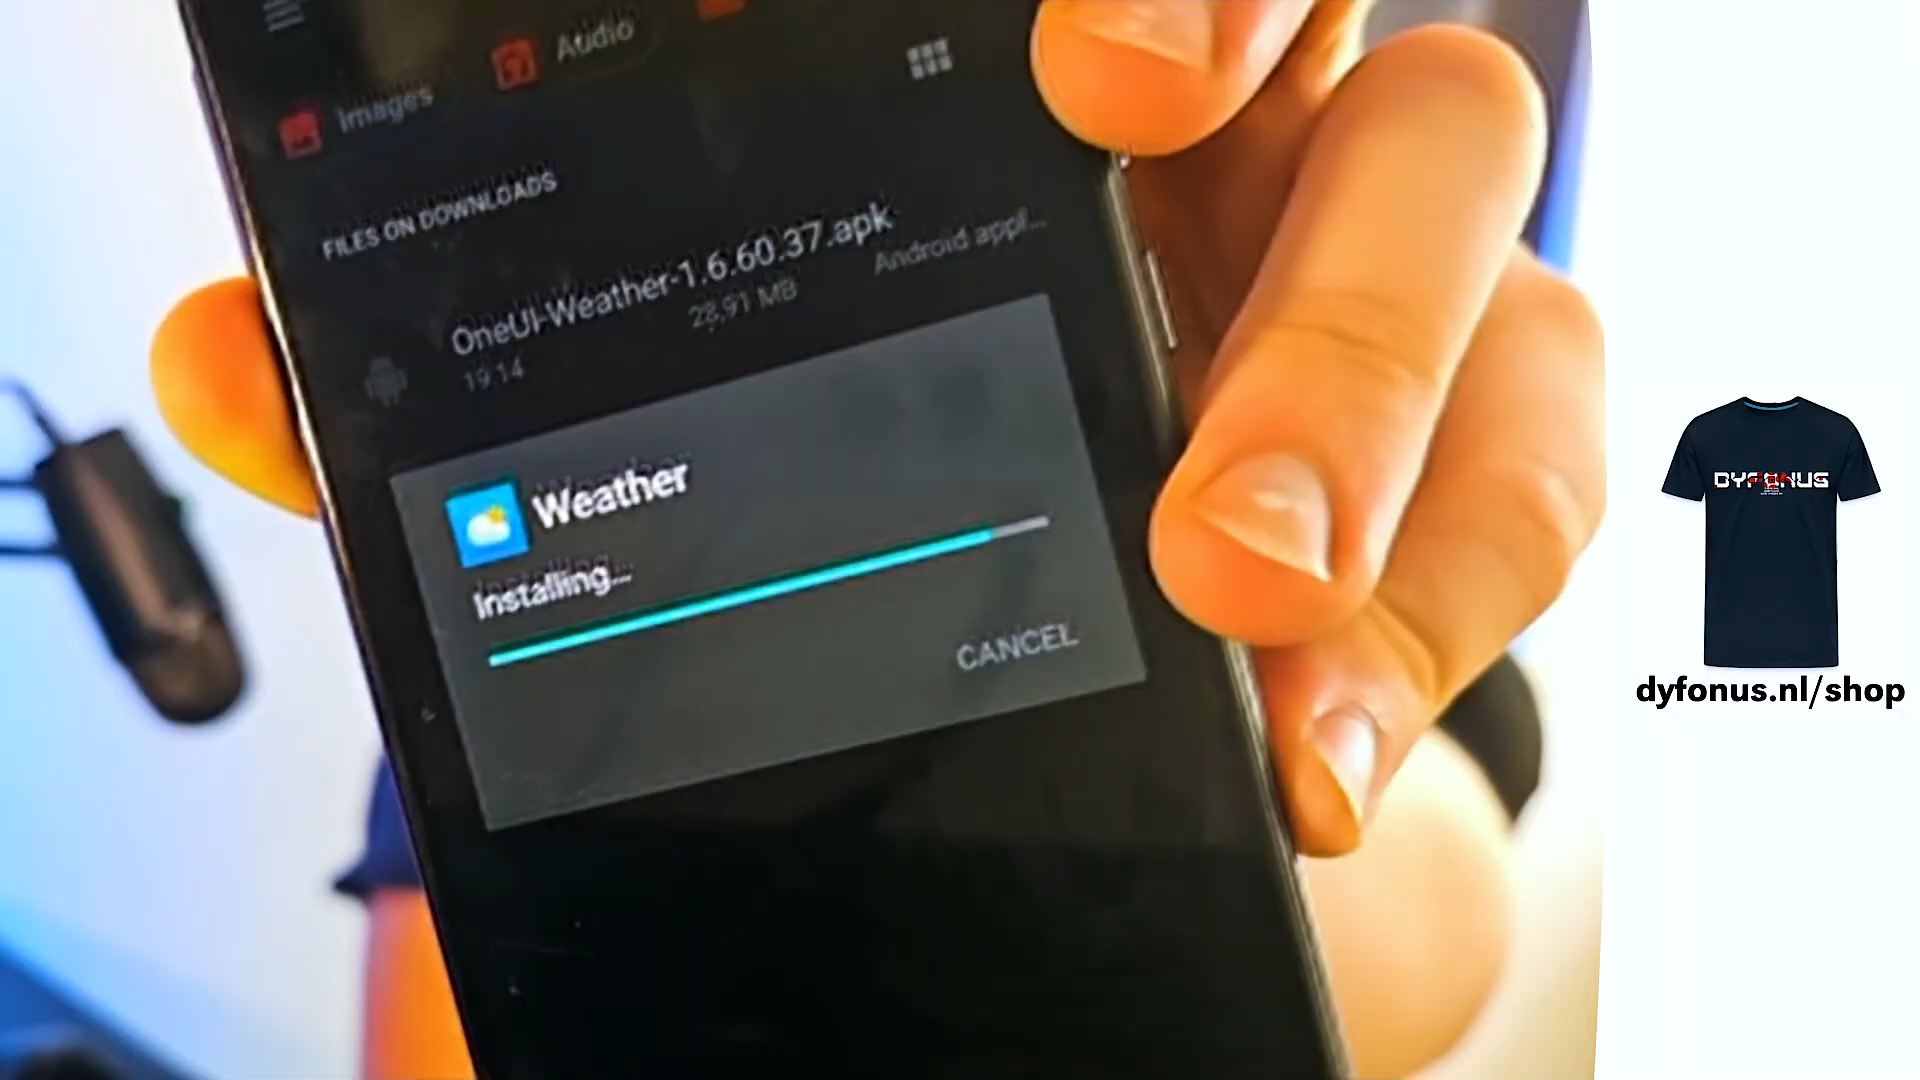 Audio
Images
FILES ON DOWNLOADS
OneUI-Weather-1.6.60.37.apk
19:14
28,91 MB
Android appl...
Weather
Installing...
CANCEL
DYFONUS
dyfonus.nl/shop